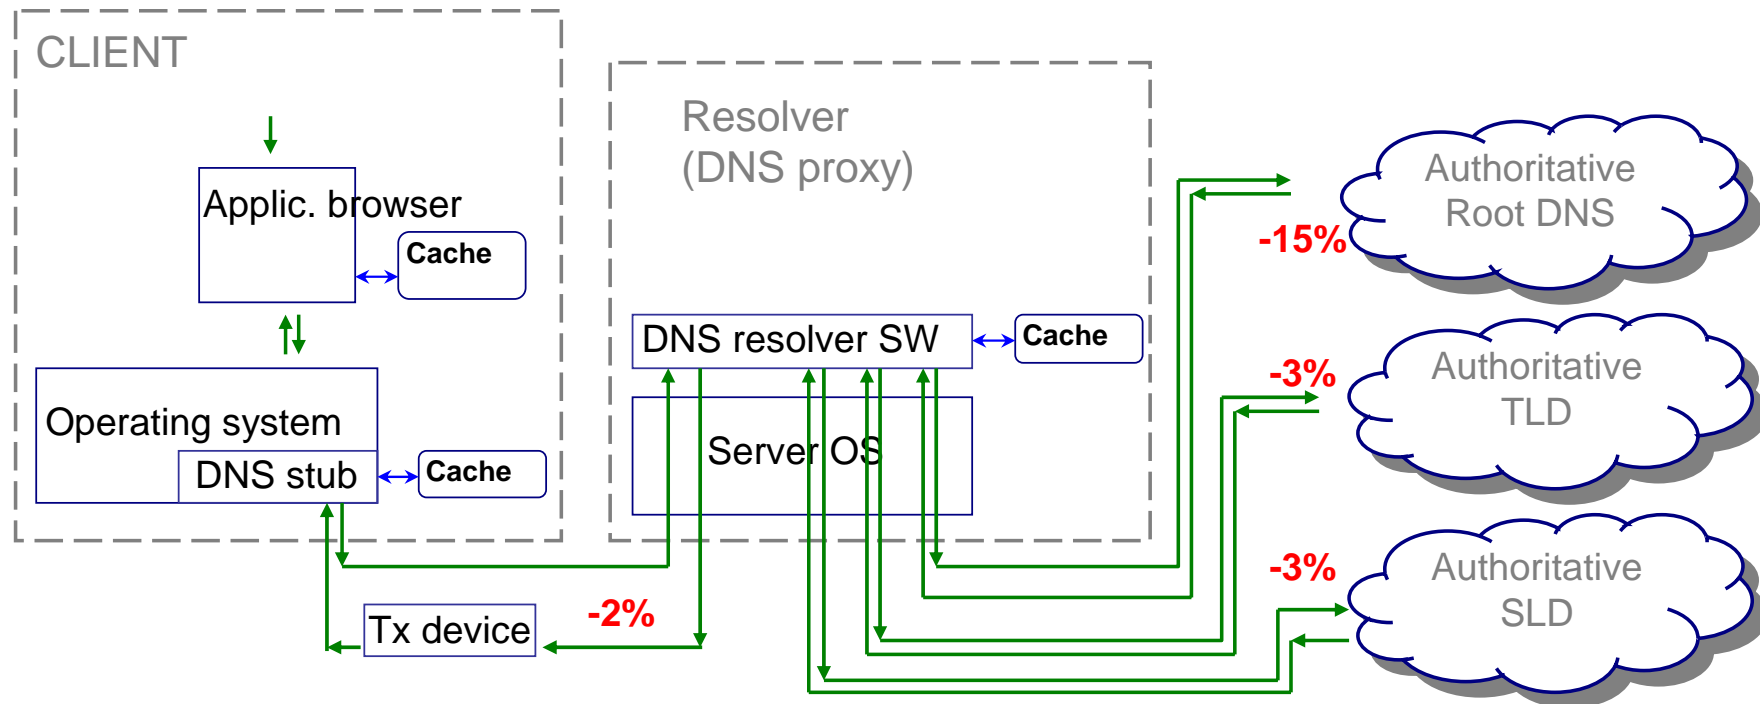 CLIENT
Applic. browser
Cache
Operating system
DNS stub
Cache
Tx device
-2%
Resolver
(DNS proxy)
DNS resolver SW
Cache
Server OS
Authoritative
Root DNS
-15%
Authoritative
TLD
-3%
Authoritative
SLD
-3%